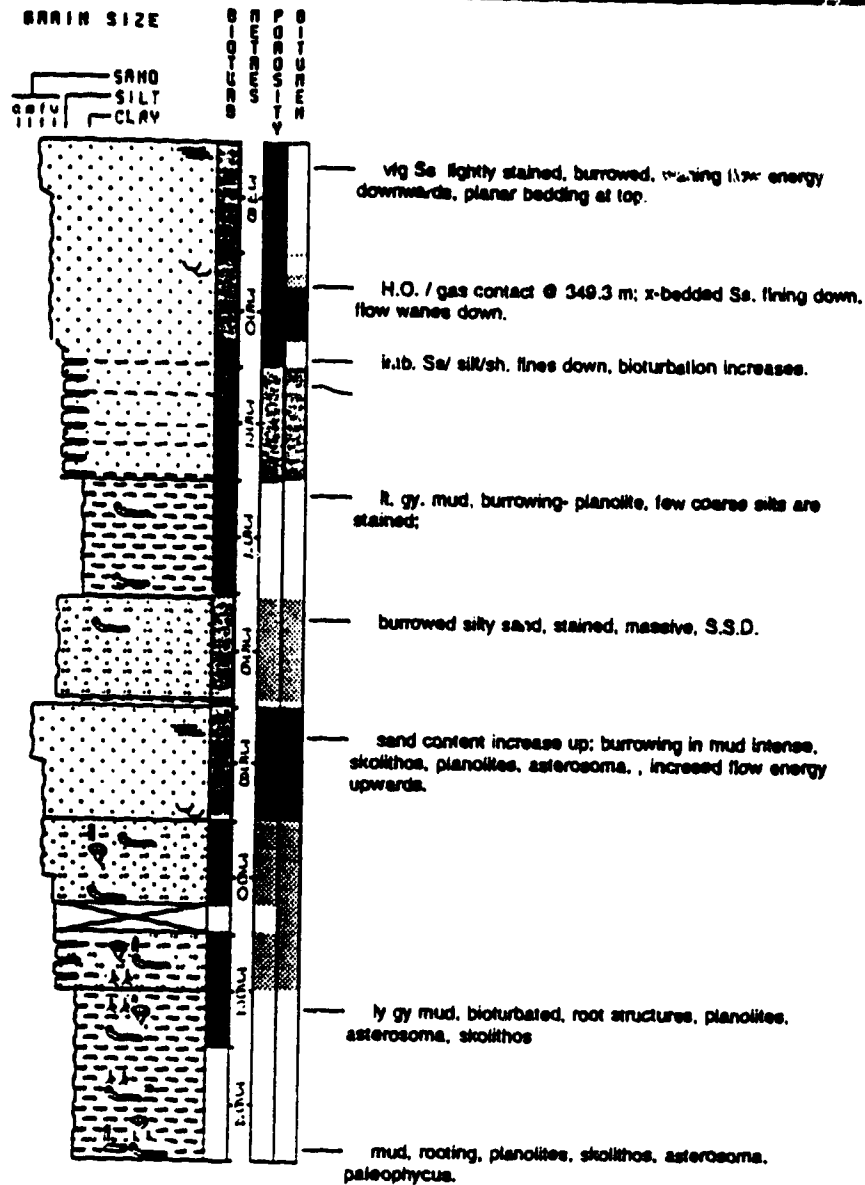 GRAIN SIZE
BIOTURB
METRES
POROSITY
BITUMEN
SAND
SILT
CLAY
vfg Ss lightly stained, burrowed, flow energy
downwards, planar bedding at top.
H.O. / gas contact @ 349.3 m; x-bedded Ss. fining down,
flow wanes down.
Ss/ silt/sh. fines down, bioturbation increases.
lt. gy. mud, burrowing- planolite, few coarse silts are
stained;
burrowed silty sand, stained, massive, S.S.D.
sand content increase up; burrowing in mud intense,
skolithos, planolites, asterosoma, , incresed flow energy
upwards.
ly gy mud, bioturbated, root structures, planolites,
asterosoma, skolithos
mud, rooting, planolites, skolithos, asterosoma,
paleophycus.